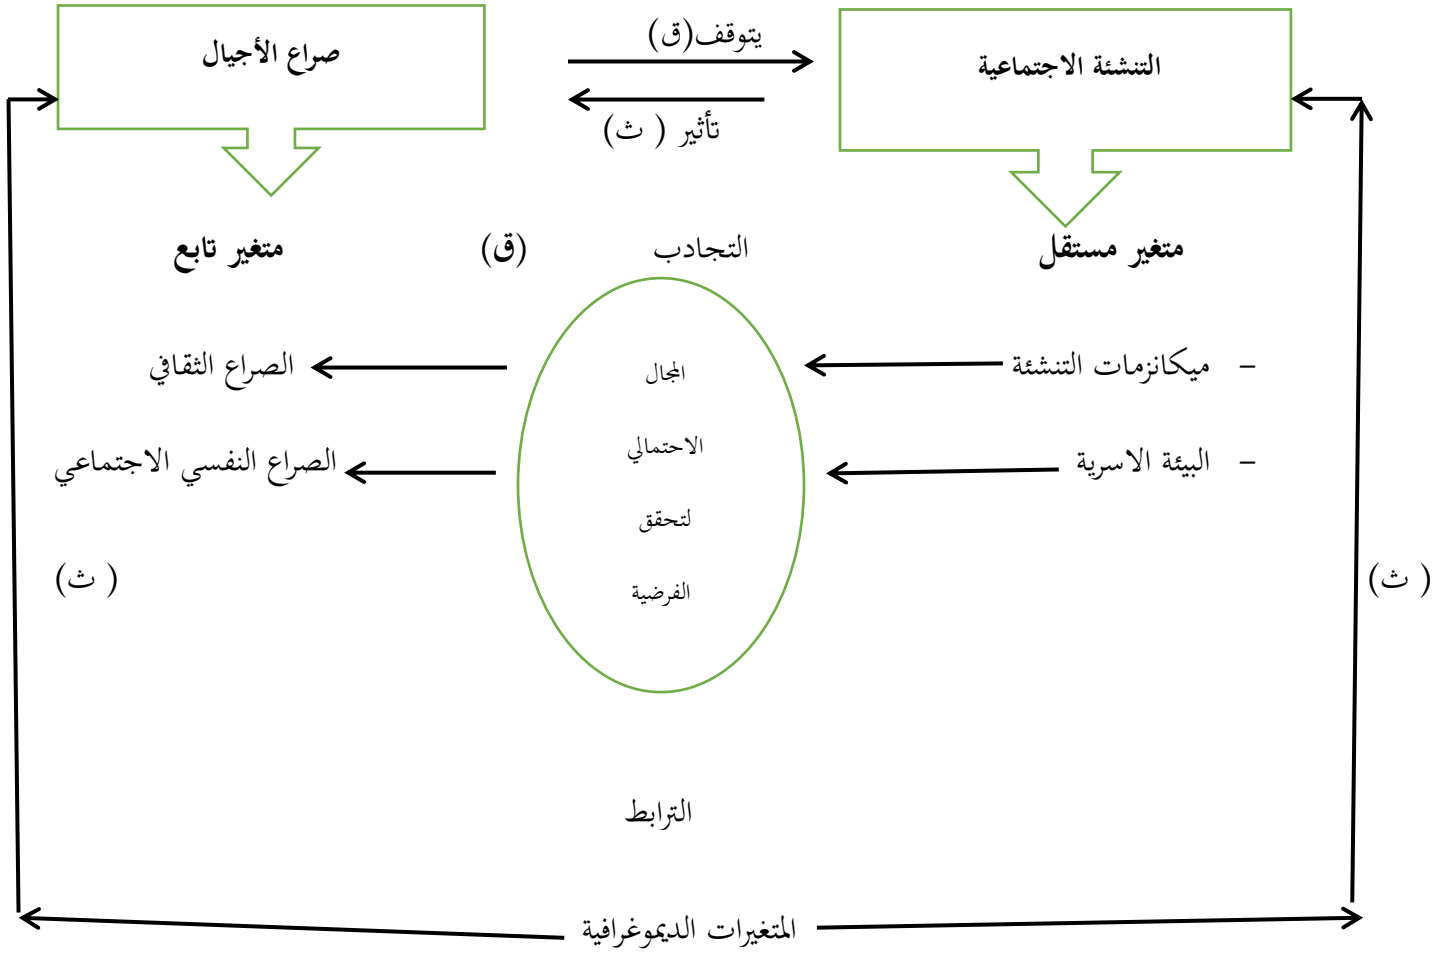 التنشئة الاجتماعية
يتوقف(ق)
تأثير ( ث)
صراع الأجيال
متغير مستقل
التجادب
(ق)
متغير تابع
- ميكانزمات التنشئة
المجال
الصراع الثقافي
- البيئة الاسرية
الاحتمالي
الصراع النفسي الاجتماعي
لتحقق
( ث)
( ث)
الفرضية
الترابط
المتغيرات الديموغرافية